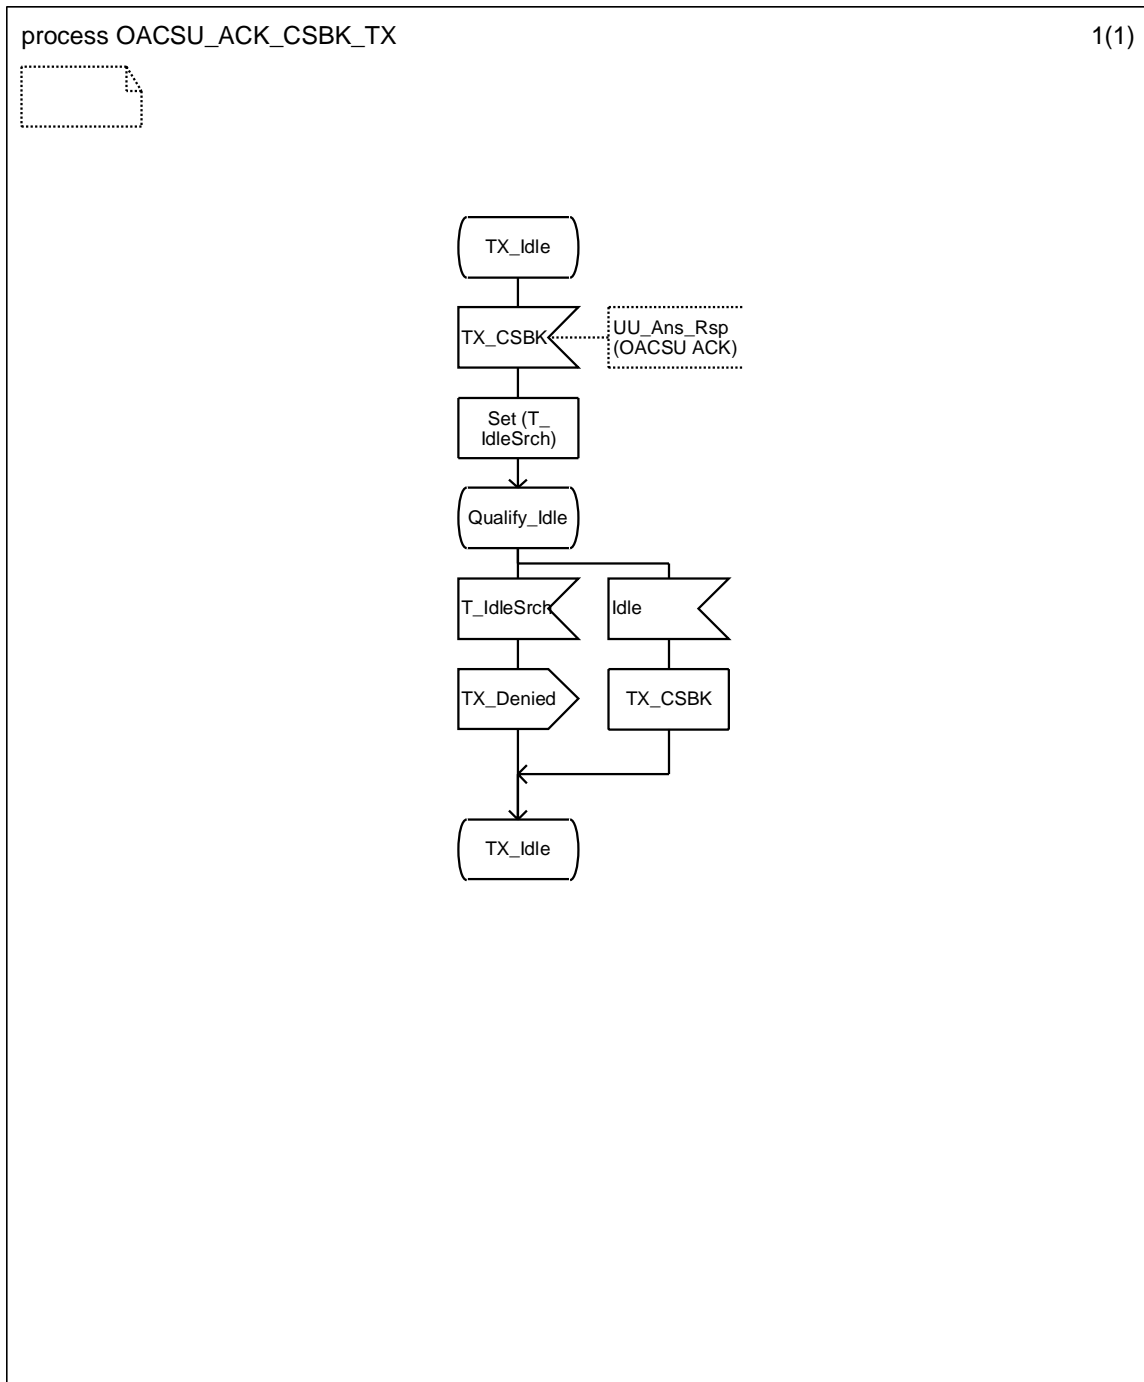 process OACSU_ACK_CSBK_TX
1(1)
TX_Idle
TX_CSBK
UU_Ans_Rsp
(OACSU ACK)
Set (T_
IdleSrch)
Qualify_Idle
T_IdleSrch
Idle
TX_Denied
TX_CSBK
TX_Idle